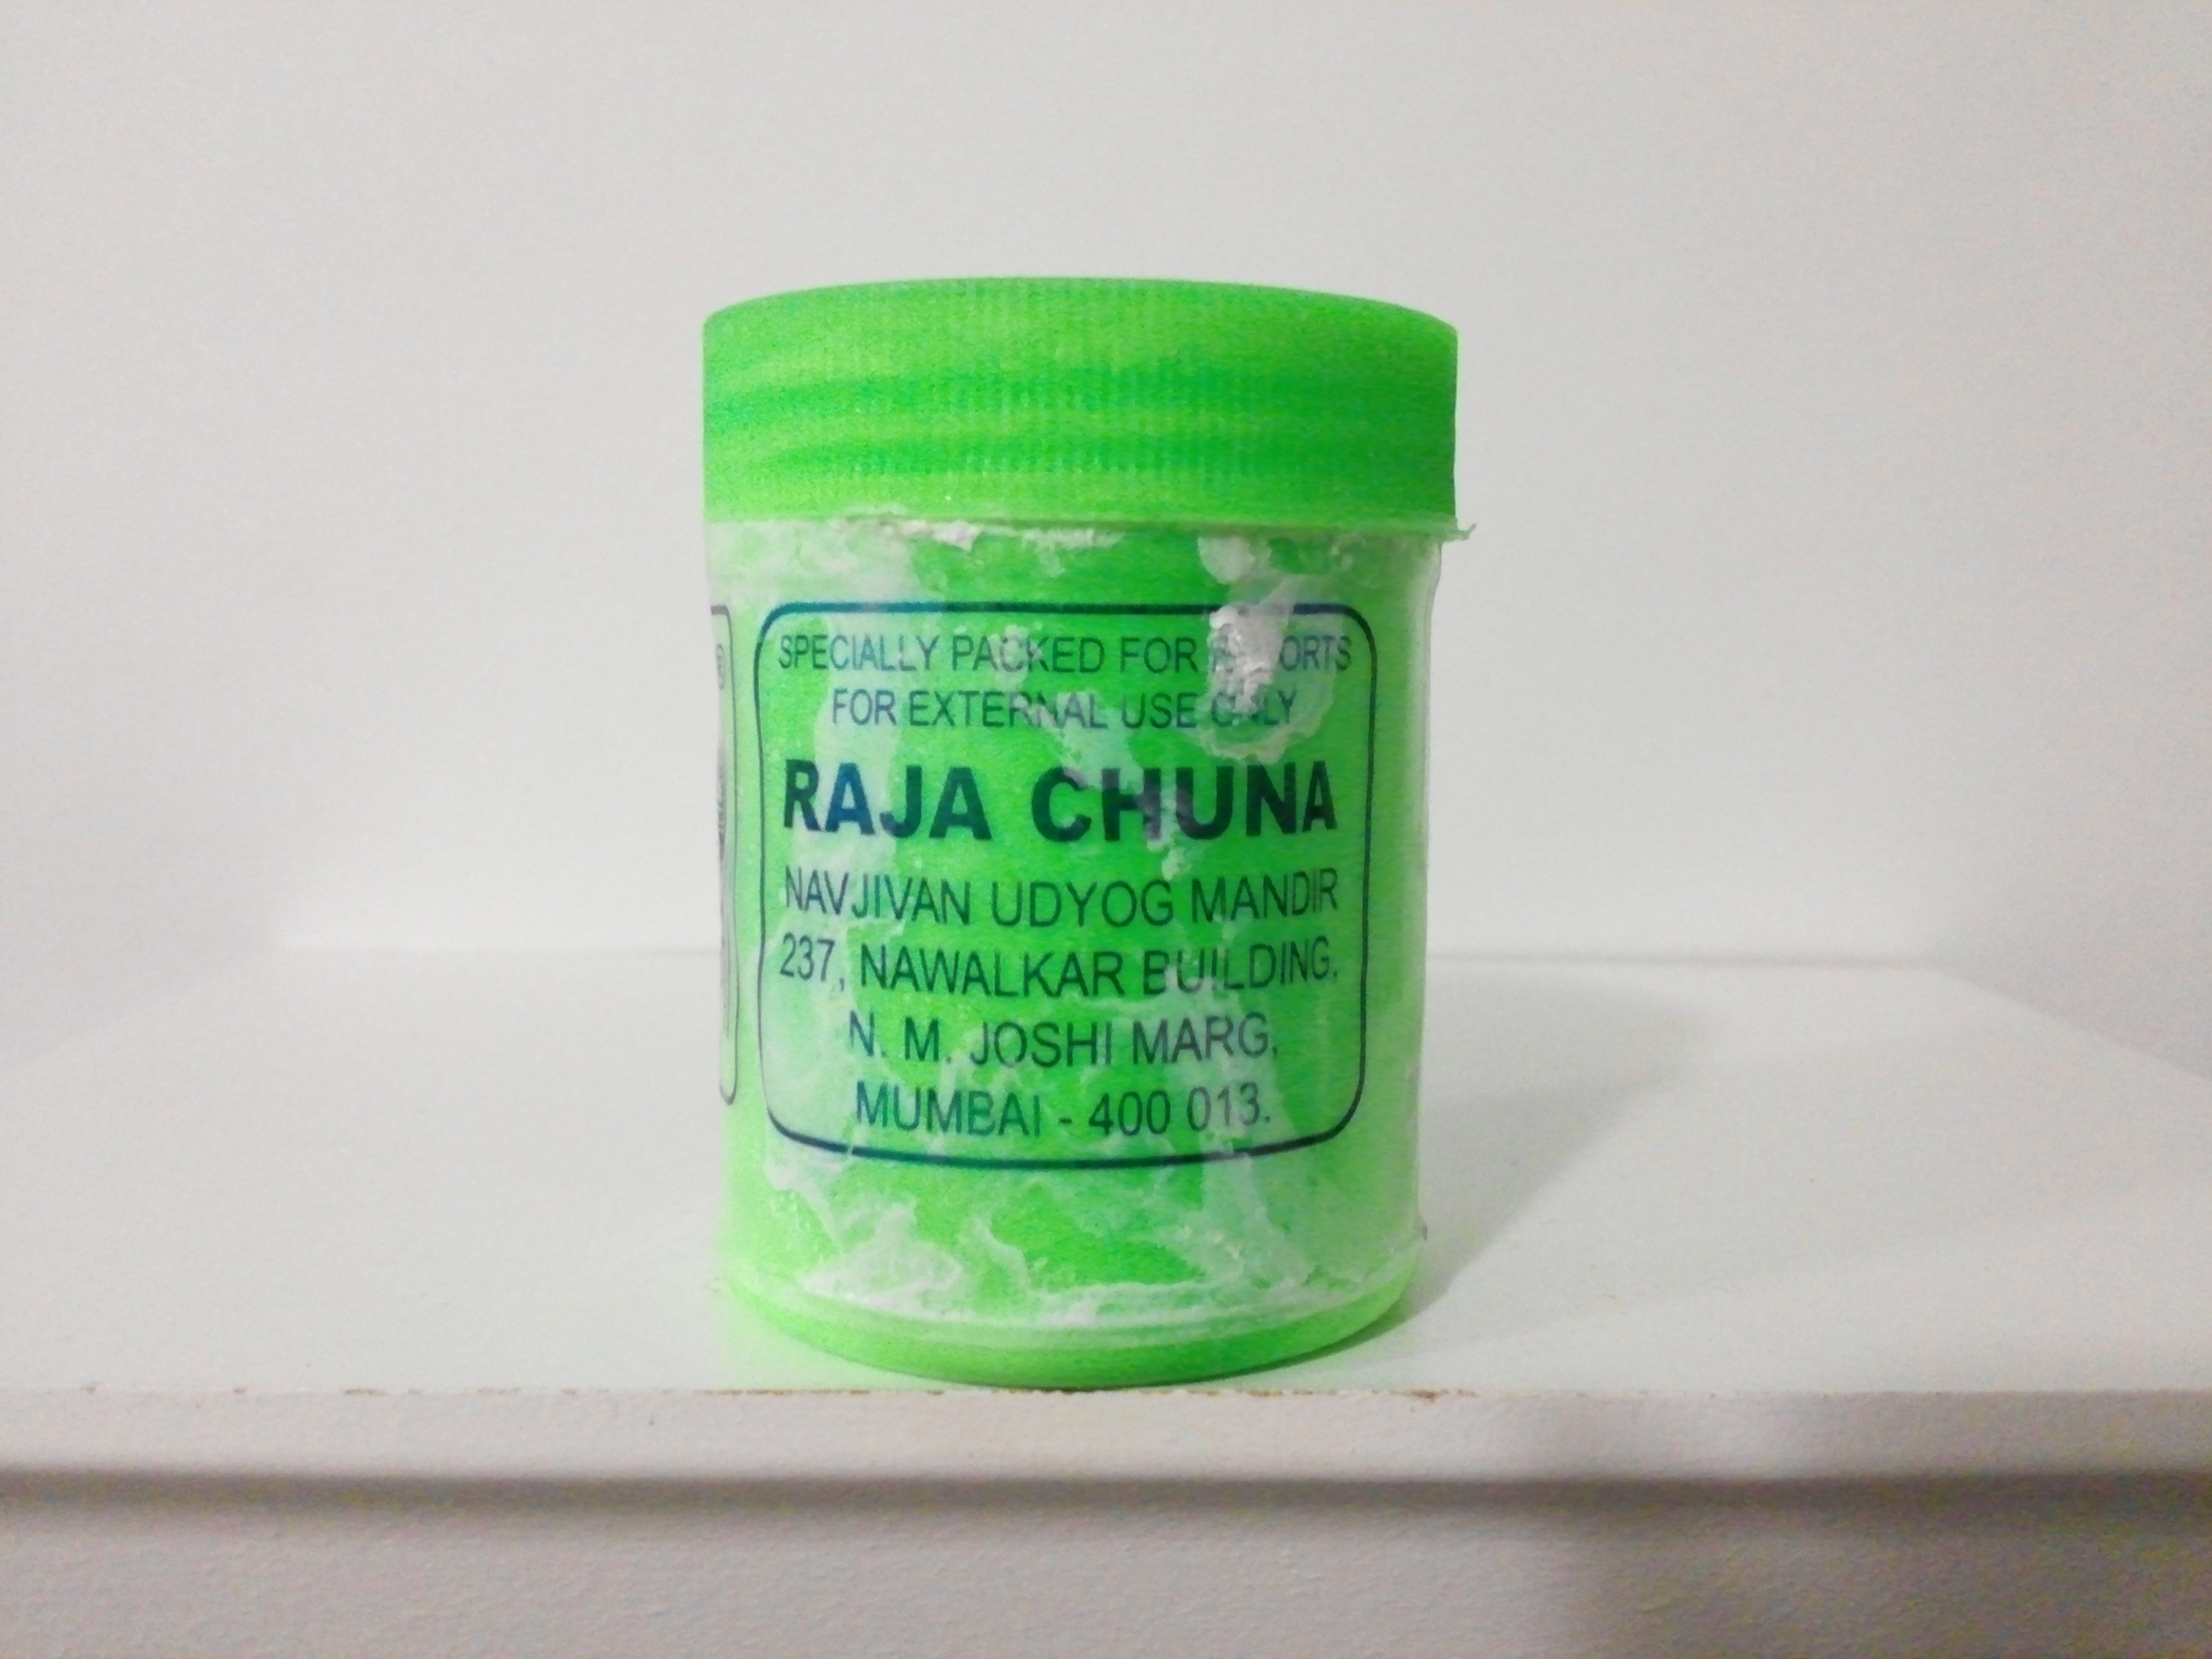 SPECIALLY PACKED FOR
FOR EXTERNAL USE ONLY
RAJA CHUNA
NAVJIVAN UDYOG MANDIR
237, NAWALKAR BUILDING,
N. M. JOSHI MARG,
MUMBAI - 400 013.